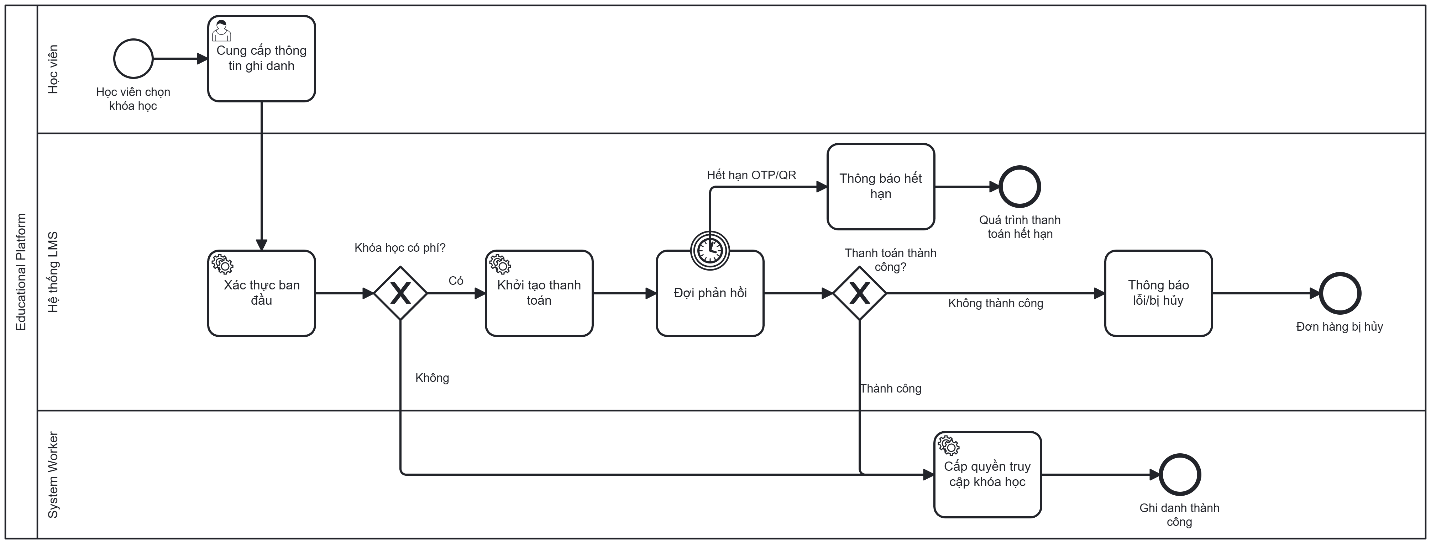 Educational Platform
Học viên
Học viên chọn
khóa học
Cung cấp thông
tin ghi danh
Hệ thống LMS
Xác thực ban
đầu
Khóa học có phí?
Có
Không
Khởi tạo thanh
toán
Đợi phản hồi
Hết hạn OTP/QR
Thông báo hết
hạn
Quá trình thanh
toán hết hạn
Thanh toán thành
công?
Không thành công
Thành công
Thông báo
lỗi/bị hủy
Đơn hàng bị hủy
System Worker
Cấp quyền truy
cập khóa học
Ghi danh thành
công